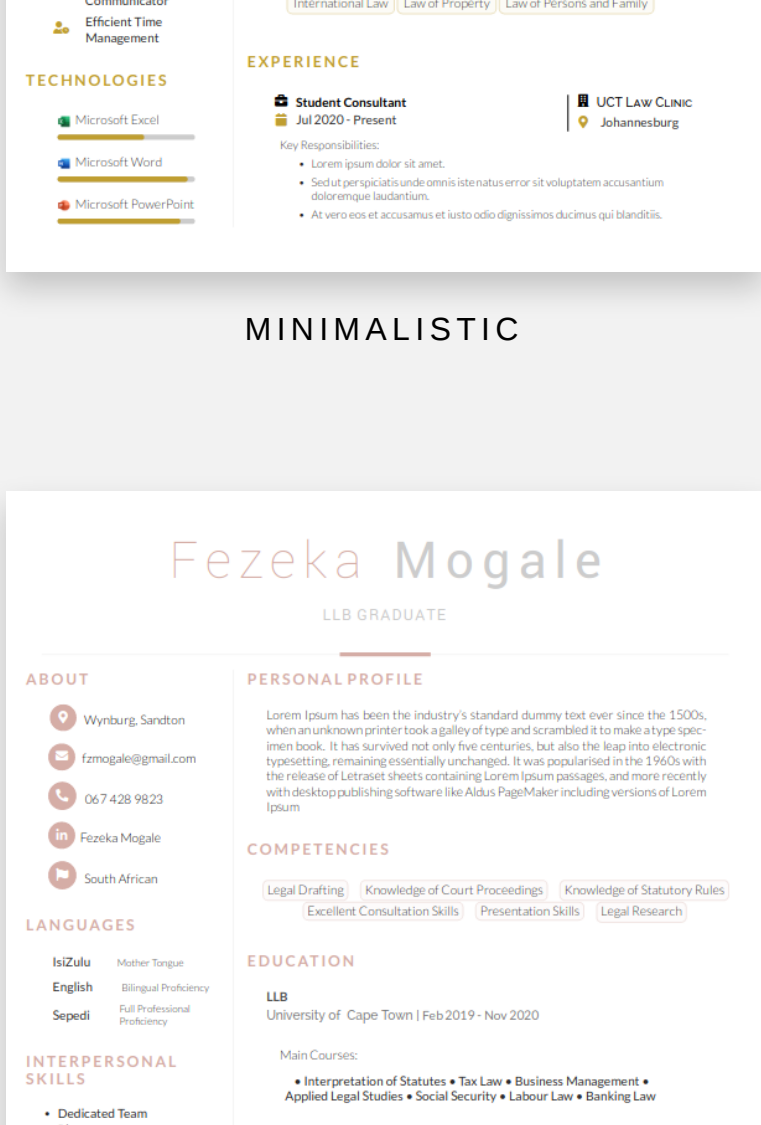 Communicator
Efficient Time
Management
TECHNOLOGIES
Microsoft Excel
Microsoft Word
Microsoft PowerPoint
International Law Law of Property Law of Persons and Family
EXPERIENCE
Student Consultant
Jul 2020 - Present
UCT LAW CLINIC
Johannesburg
Key Responsibilities:
• Lorem ipsum dolor sit amet.
• Sed ut perspiciatis unde omnis iste natus error sit voluptatem accusantium
doloremque laudantium.
• At vero eos et accusamus et iusto odio dignissimos ducimus qui blanditiis.
MINIMALISTIC
Fezeka Mogale
LLB GRADUATE
ABOUT
Wynburg, Sandton
fzmogale@gmail.com
067 428 9823
in Fezeka Mogale
South African
LANGUAGES
IsiZulu Mother Tongue
English Bilingual Proficiency
Sepedi Full Professional
Proficiency
INTERPERSONAL
SKILLS
• Dedicated Team
PERSONAL PROFILE
Lorem Ipsum has been the industry's standard dummy text ever since the 1500s,
when an unknown printer took a galley of type and scrambled it to make a type spec-
imen book. It has survived not only five centuries, but also the leap into electronic
typesetting, remaining essentially unchanged. It was popularised in the 1960s with
the release of Letraset sheets containing Lorem Ipsum passages, and more recently
with desktop publishing software like Aldus PageMaker including versions of Lorem
Ipsum
COMPETENCIES
Legal Drafting Knowledge of Court Proceedings Knowledge of Statutory Rules
Excellent Consultation Skills Presentation Skills Legal Research
EDUCATION
LLB
University of Cape Town | Feb 2019 - Nov 2020
Main Courses:
• Interpretation of Statutes • Tax Law • Business Management •
Applied Legal Studies • Social Security • Labour Law • Banking Law